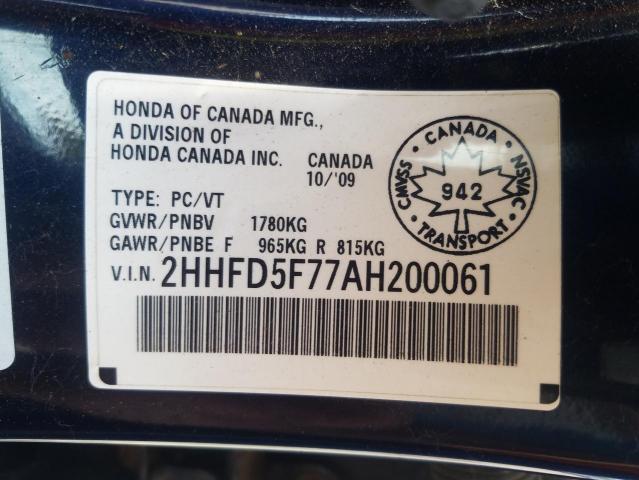 HONDA OF CANADA MFG.,
A DIVISION OF
HONDA CANADA INC. CANADA
10/'09
TYPE: PC/VT
GVWR/PNBV 1780KG
GAWR/PNBE F 965KG R 815KG
V.I.N. 2HHFD5F77AH200061
CANADA
CMVSS
NSVAC
942
TRANSPORT